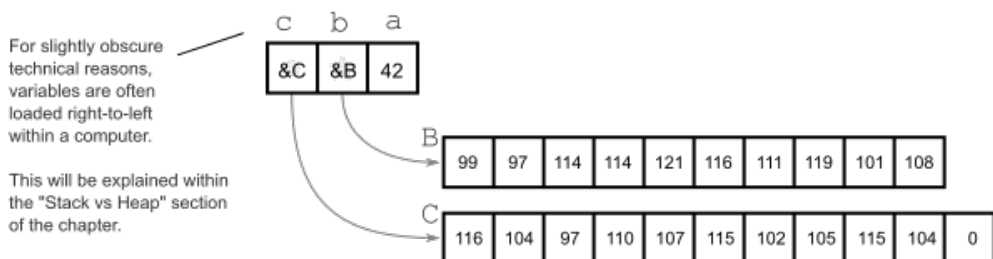 c b a
For slightly obscure
technical reasons,
variables are often
loaded right-to-left
within a computer.
This will be explained within
the "Stack vs Heap" section
of the chapter.
&C &B 42
B
99 97 114 114 121 116 111 119 101 108
C
116 104 97 110 107 115 102 105 115 104 0